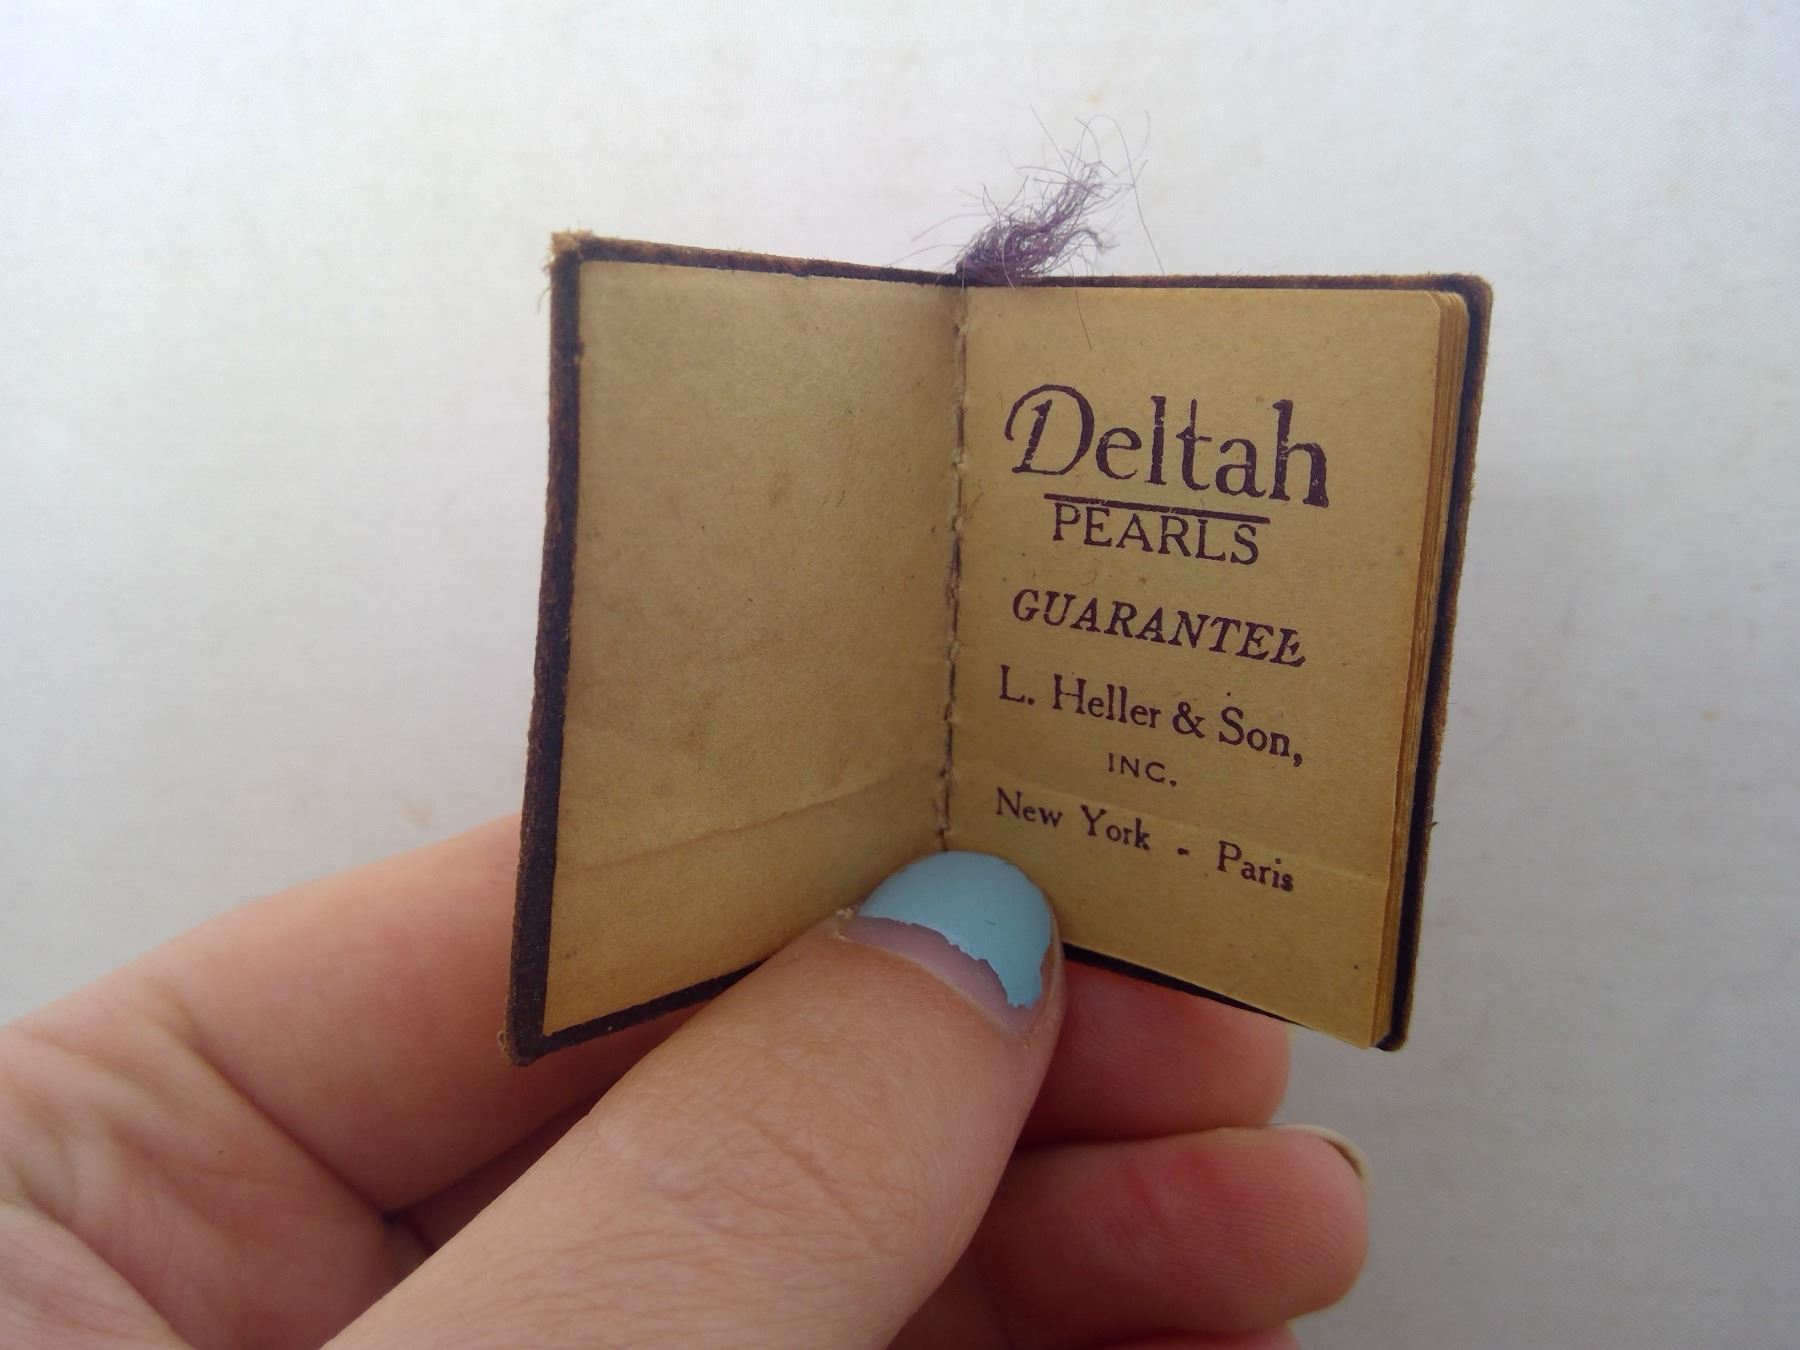 Deltah
PEARLS
GUARANTEE
L. Heller & Son,
INC.
New York - Paris